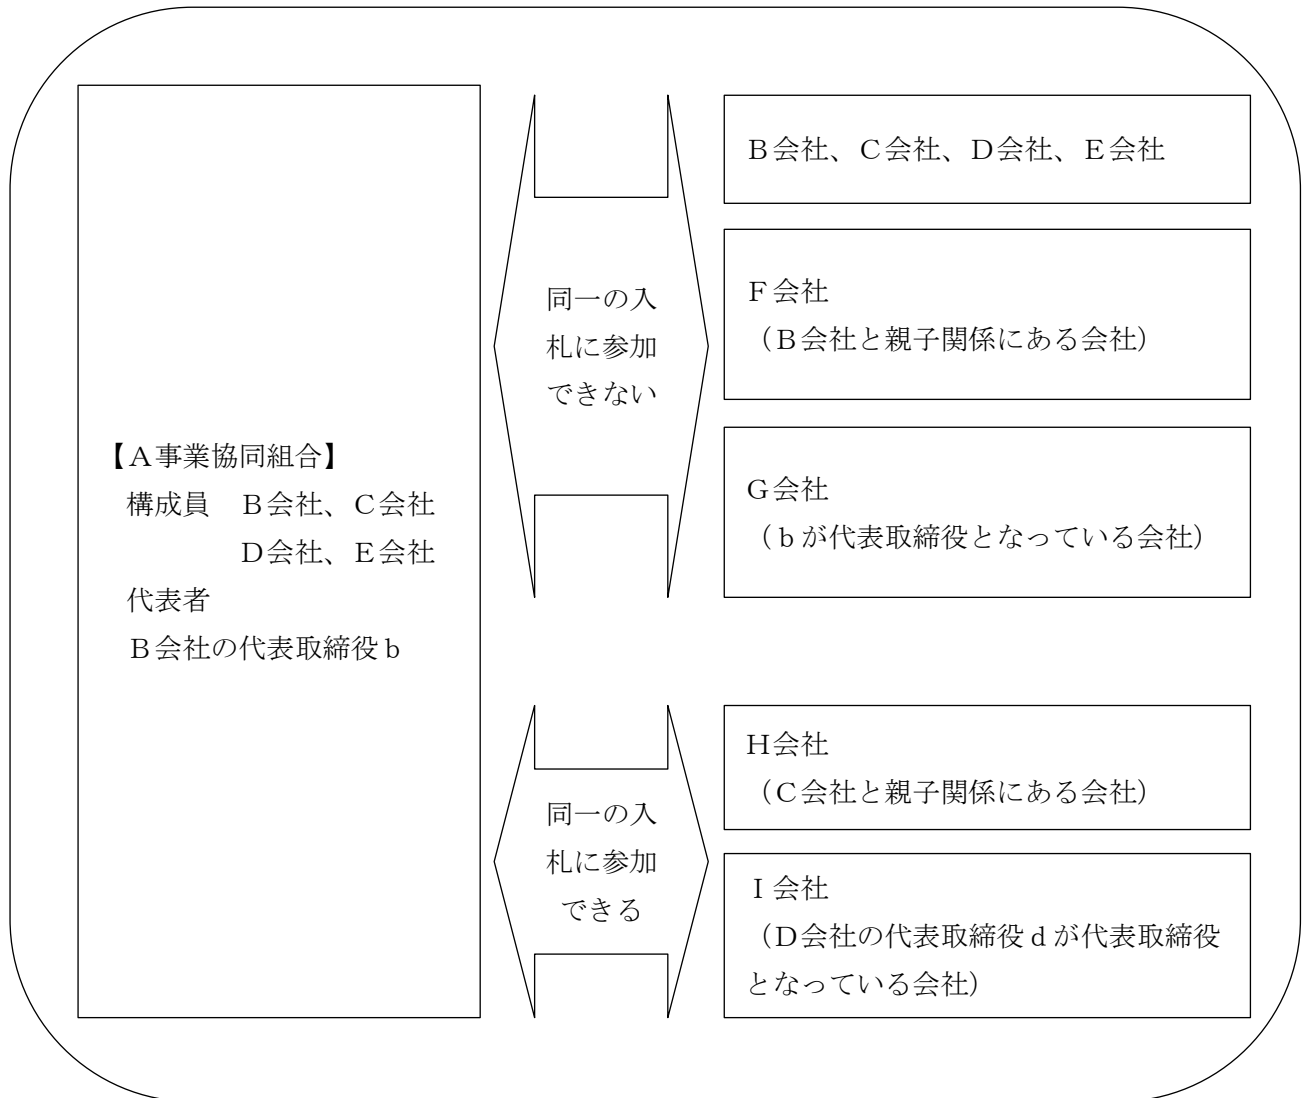 【A事業協同組合】
構成員　B会社、C会社
D会社、E会社
代表者
B会社の代表取締役b
同一の入
札に参加
できない
B会社、C会社、D会社、E会社
F会社
（B会社と親子関係にある会社）
G会社
（bが代表取締役となっている会社）
同一の入
札に参加
できる
H会社
（C会社と親子関係にある会社）
I会社
（D会社の代表取締役dが代表取締役
となっている会社）